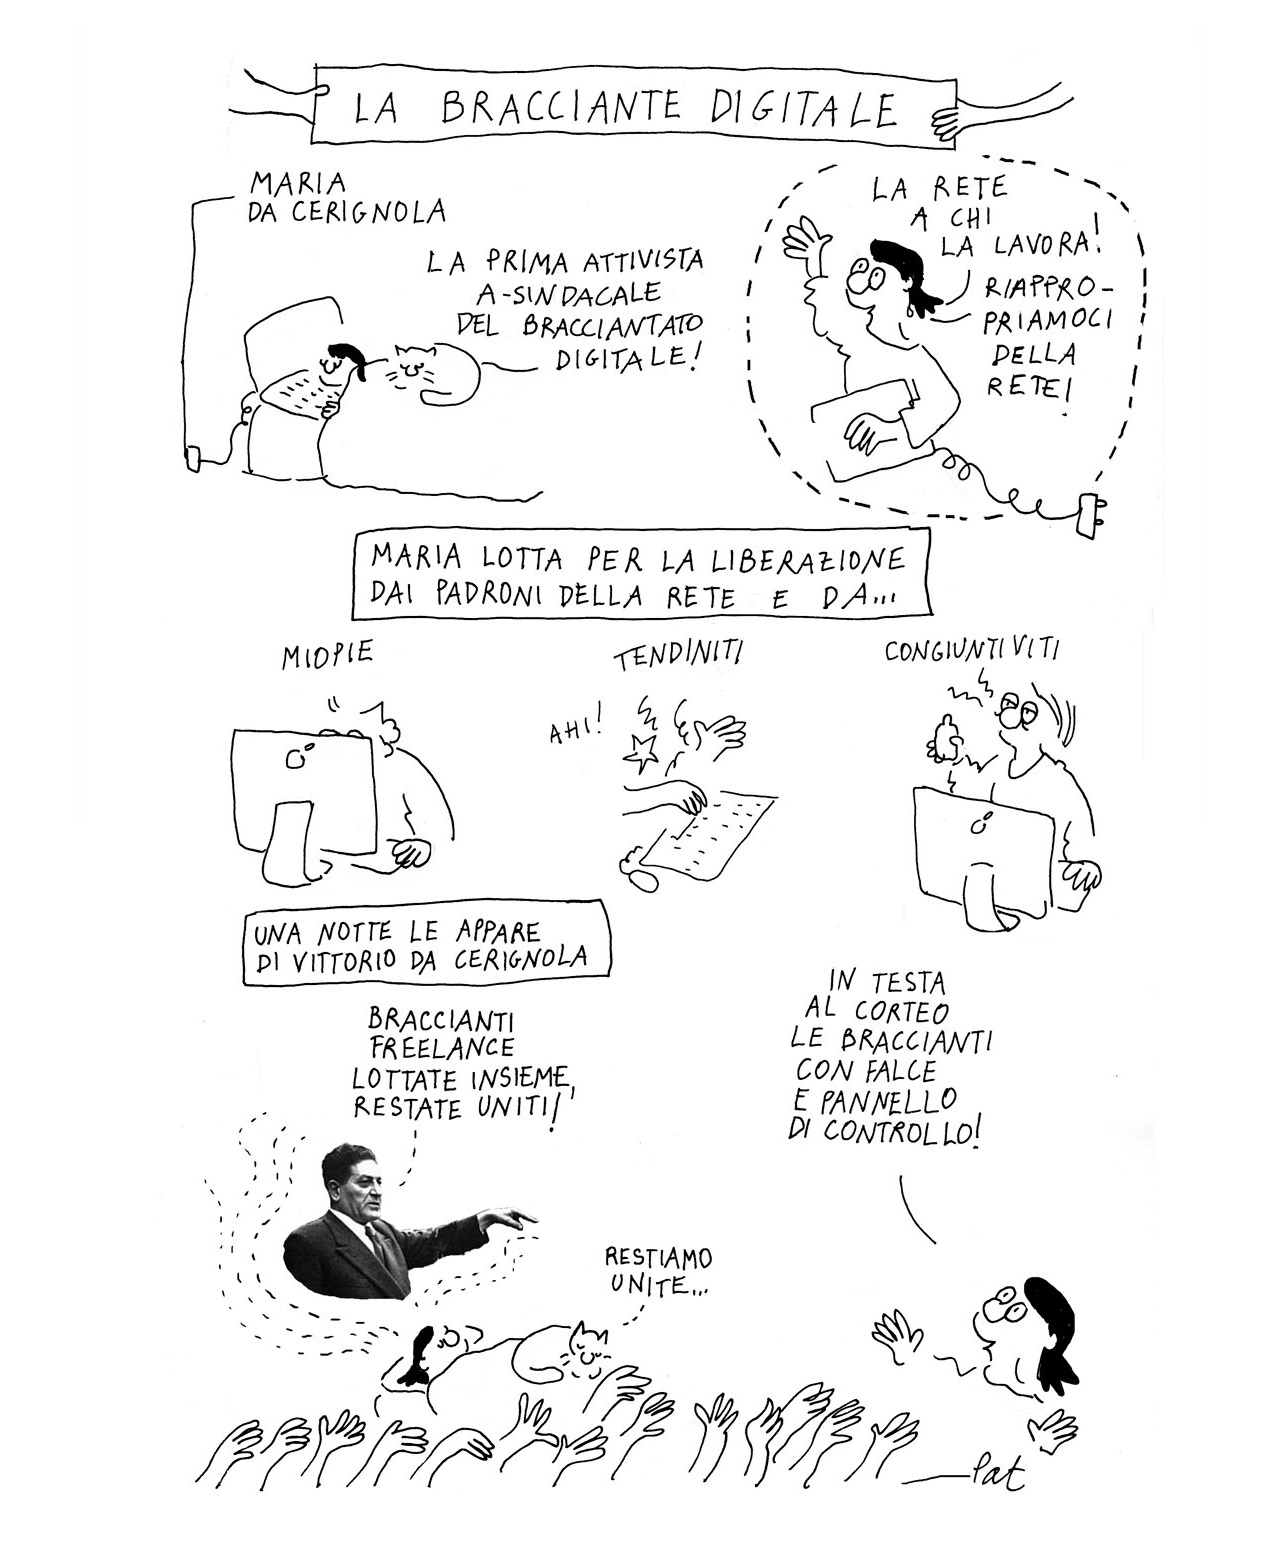 LA BRACCIANTE DIGITALE
MARIA
DA CERIGNOLA
LA PRIMA ATTIVISTA
A-SINDACALE
DEL BRACCIANTATO
DIGITALE!
LA RETE
A CHI
LA LAVORA!
RIAPPRO-
PRIAMOCI
DELLA
RETE!
MARIA LOTTA PER LA LIBERAZIONE
DAI PADRONI DELLA RETE E DA...
MIOPIE
TENDINITI
AHI!
CONGIUNTIVITI
UNA NOTTE LE APPARE
DI VITTORIO DA CERIGNOLA
BRACCIANTI
FREELANCE
LOTTATE INSIEME,
RESTATE UNITI!
RESTIAMO
UNITE...
IN TESTA
AL CORTEO
LE BRACCIANTI
CON FALCE
E PANNELLO
DI CONTROLLO!
Pat